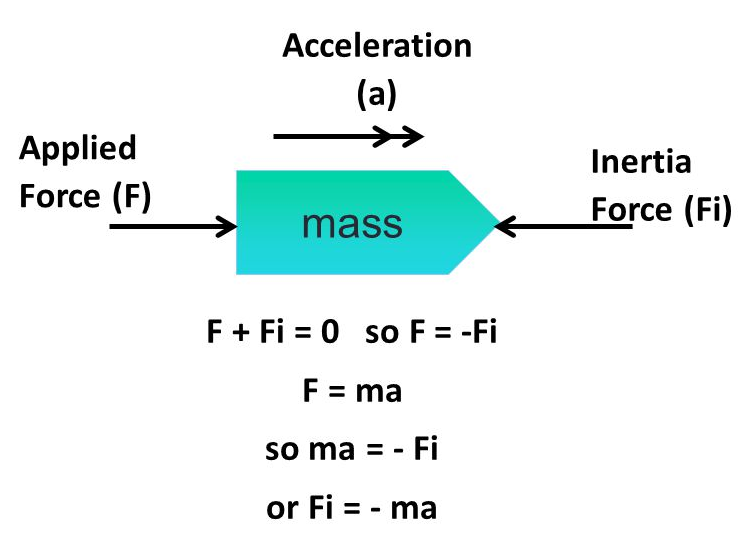 Acceleration
(a)
Applied
Force (F)
Inertia
Force (Fi)
mass
F + Fi = 0   so F = -Fi
F = ma
so ma = - Fi
or Fi = - ma